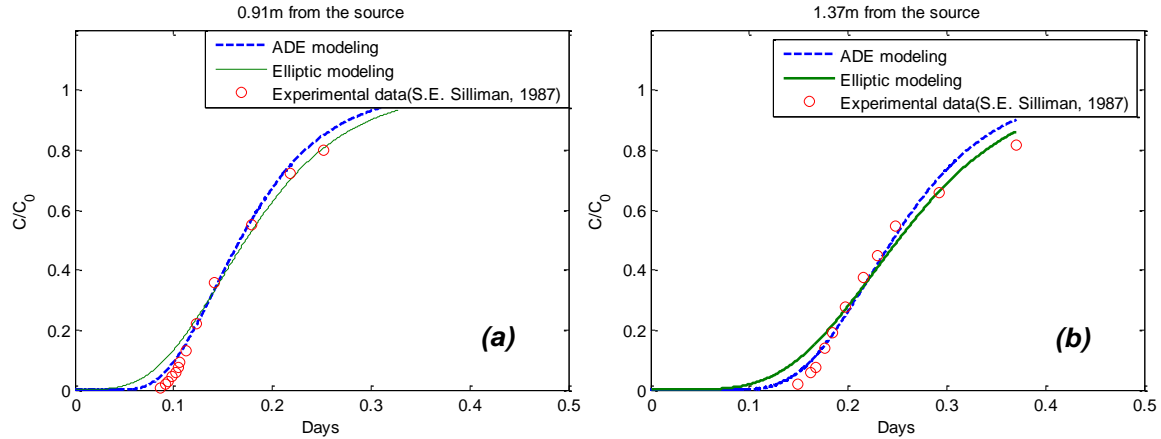 0.91m from the source
ADE modeling
Elliptic modeling
Experimental data(S.E. Silliman, 1987)
1
0.8
0.6
0.4
0.2
0
C/C0
(a)
0 0.1 0.2 0.3 0.4 0.5
Days
1.37m from the source
ADE modeling
Elliptic modeling
Experimental data(S.E. Silliman, 1987)
1
0.8
0.6
0.4
0.2
0
C/C0
(b)
0 0.1 0.2 0.3 0.4 0.5
Days